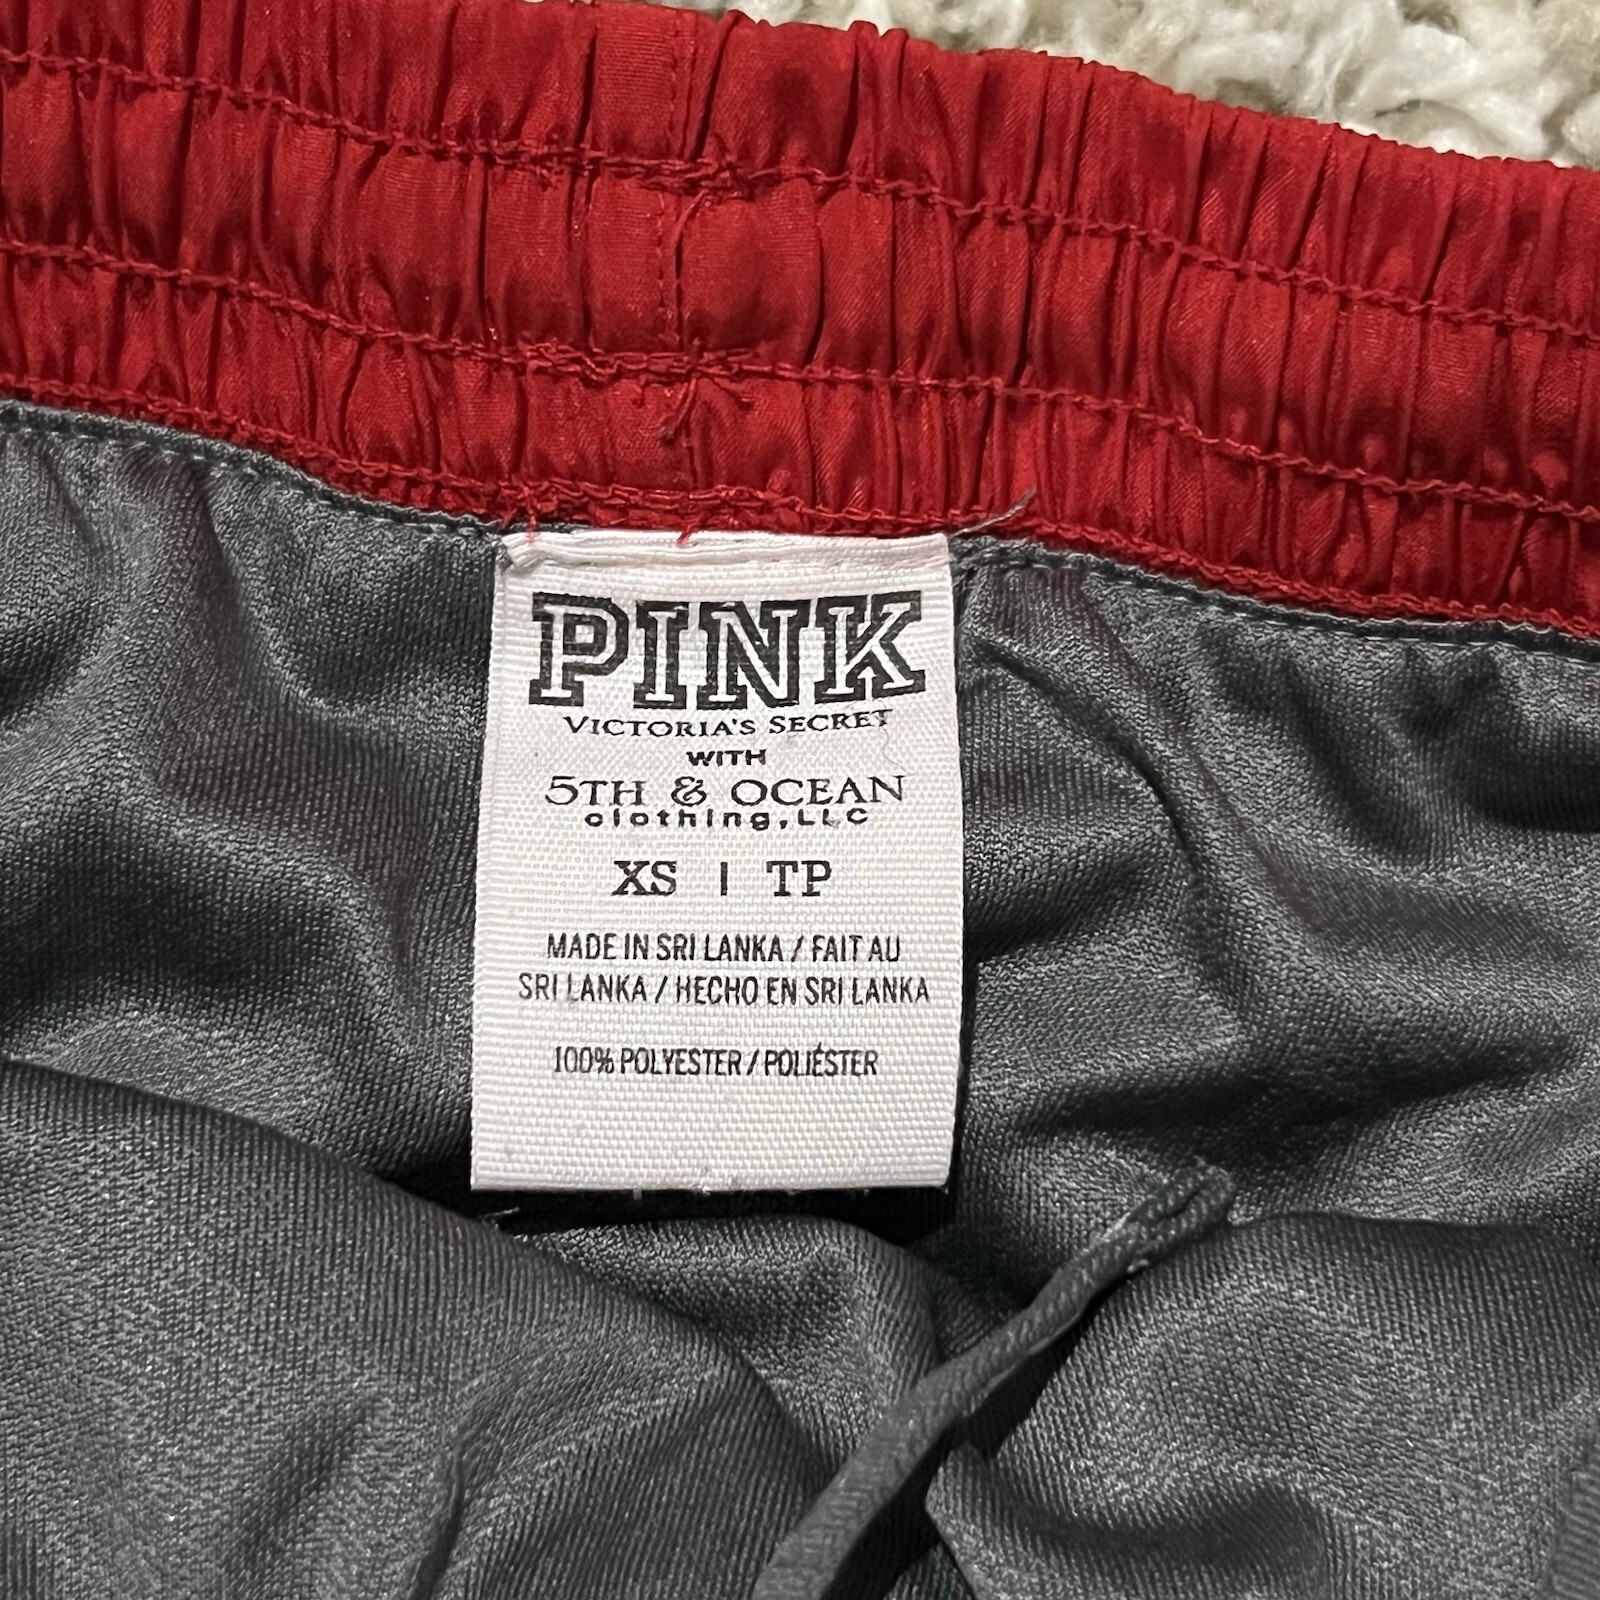 PINK
VICTORIA'S SECRET
WITH
5TH & OCEAN
clothing, LLC
XS | TP
MADE IN SRI LANKA / FAIT AU
SRI LANKA / HECHO EN SRI LANKA
100% POLYESTER / POLIÉSTER